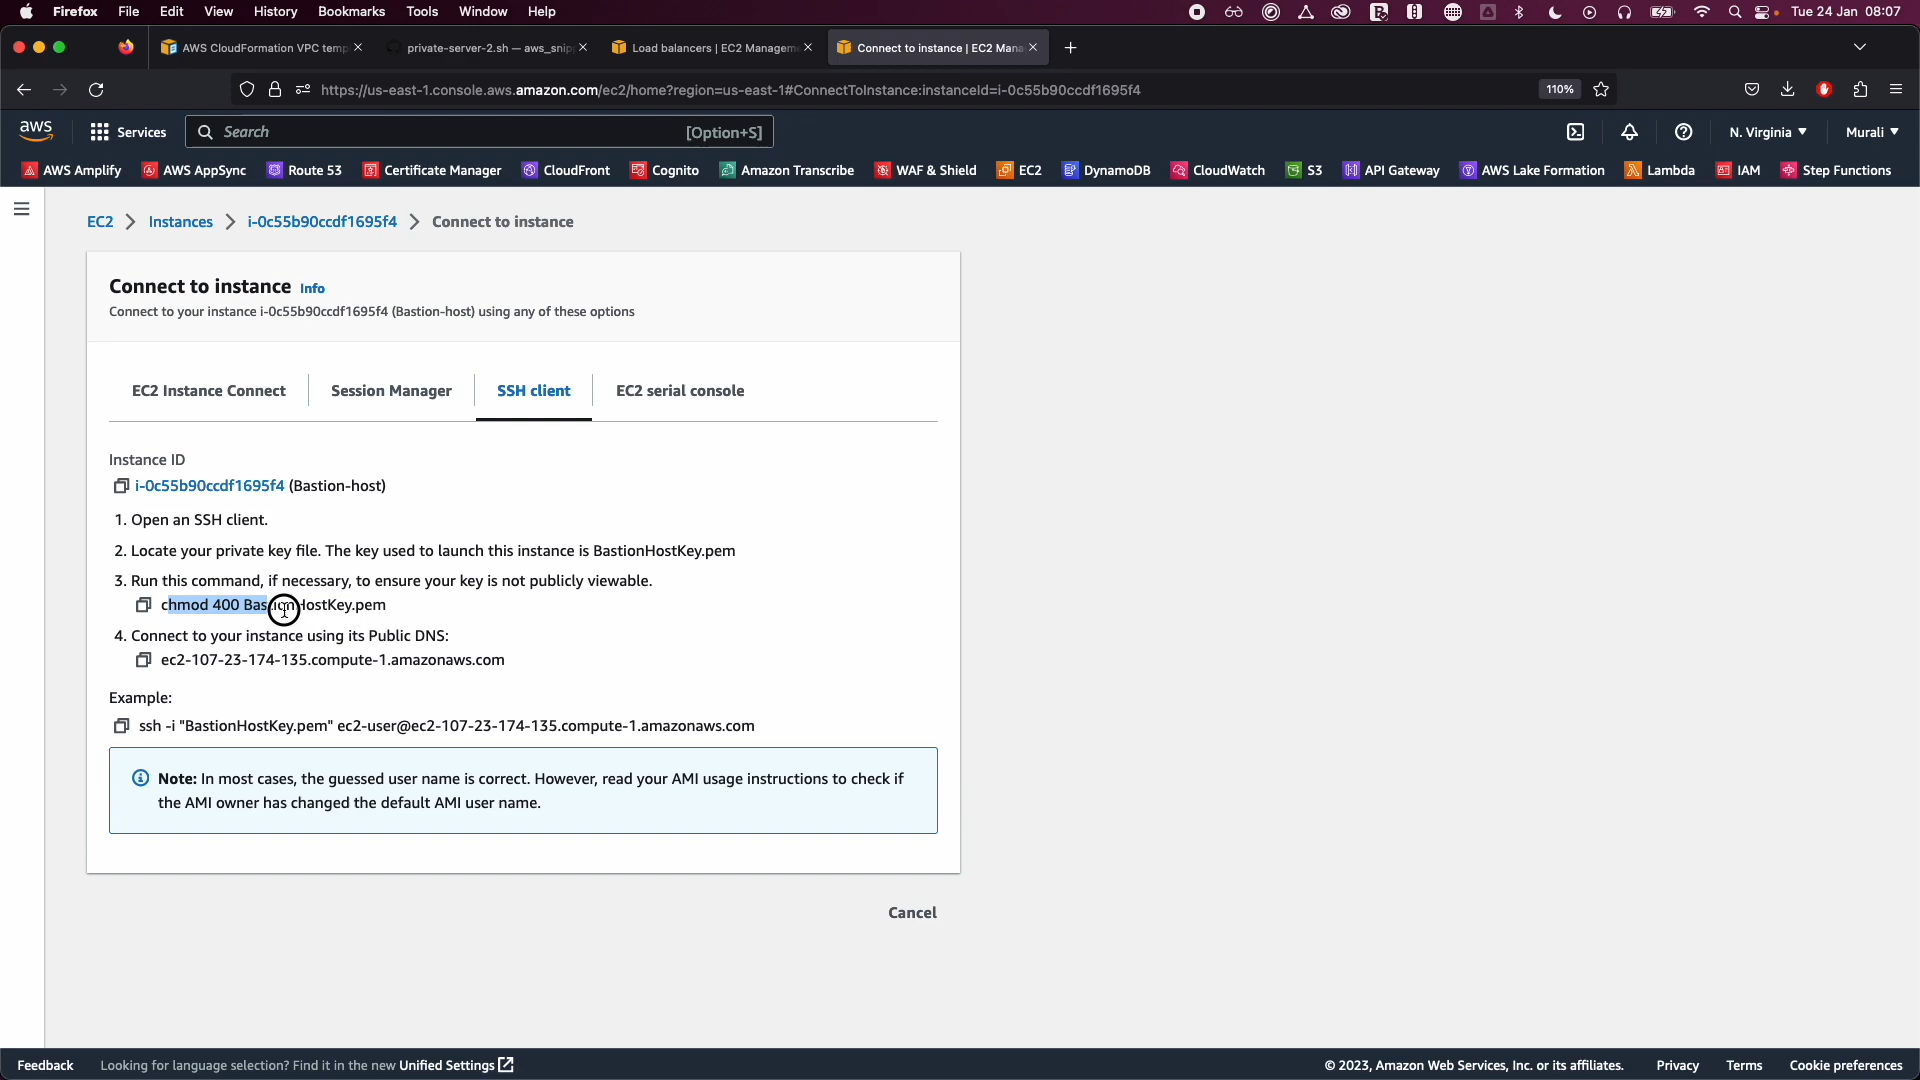 Firefox File Edit View History Bookmarks Tools Window Help
Tue 24 Jan 08:07
AWS CloudFormation VPC temp
private-server-2.sh — aws_snip
Load balancers | EC2 Managem
Connect to instance | EC2 Mana
https://us-east-1.console.aws.amazon.com/ec2/home?region=us-east-1#ConnectToInstance:instanceId=i-0c55b90ccdf1695f4
110%
aws
Services
Search
[Option+S]
N. Virginia
Murali
AWS Amplify
AWS AppSync
Route 53
Certificate Manager
CloudFront
Cognito
Amazon Transcribe
WAF & Shield
EC2
DynamoDB
CloudWatch
S3
API Gateway
AWS Lake Formation
Lambda
IAM
Step Functions
EC2 > Instances > i-0c55b90ccdf1695f4 > Connect to instance
Connect to instance Info
Connect to your instance i-0c55b90ccdf1695f4 (Bastion-host) using any of these options
EC2 Instance Connect
Session Manager
SSH client
EC2 serial console
Instance ID
i-0c55b90ccdf1695f4 (Bastion-host)
1. Open an SSH client.
2. Locate your private key file. The key used to launch this instance is BastionHostKey.pem
3. Run this command, if necessary, to ensure your key is not publicly viewable.
chmod 400 BastionHostKey.pem
4. Connect to your instance using its Public DNS:
ec2-107-23-174-135.compute-1.amazonaws.com
Example:
ssh -i "BastionHostKey.pem" ec2-user@ec2-107-23-174-135.compute-1.amazonaws.com
Note: In most cases, the guessed user name is correct. However, read your AMI usage instructions to check if
the AMI owner has changed the default AMI user name.
Cancel
Feedback
Looking for language selection? Find it in the new Unified Settings
© 2023, Amazon Web Services, Inc. or its affiliates.
Privacy
Terms
Cookie preferences